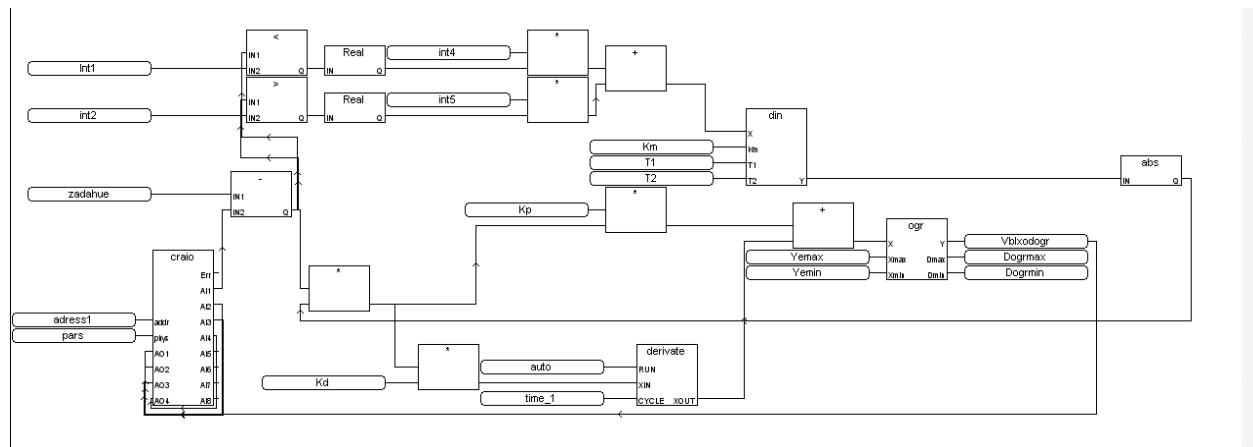 <
IN1
IN2 Q
Int1
Real
IN Q
int4
*
+
>
IN1
IN2 Q
int2
Real
IN Q
int5
*
din
X
Km
Km
T1
T1
T2
T2 Y
abs
IN Q
-
IN1
IN2 Q
zadahue
Kp
*
+
ogr
X Y
Xmax Dmax
Xmin Dmin
Yemax
Yemin
Vblxodogr
Dogrmax
Dogrmin
craio
Err
AI1
AI2
addr AI3
phys AI4
AO1 AI5
AO2 AI6
AO3 AI7
AO4 AI8
adress1
pars
*
*
Kd
auto
time_1
derivate
RUN
XIN
CYCLE XOUT